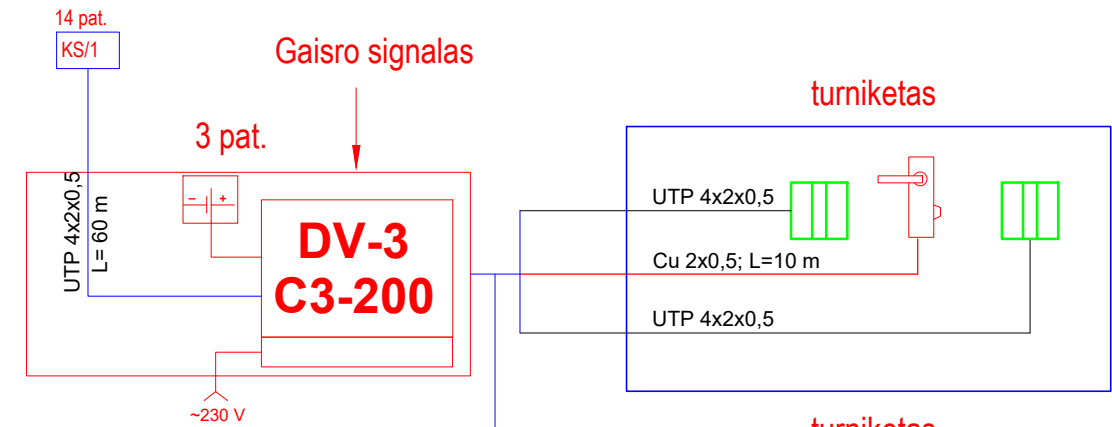 14 pat.
KS/1
Gaisro signalas
turniketas
3 pat.
UTP 4x2x0,5
L= 60 m
- +
DV-3
C3-200
~230 V
UTP 4x2x0,5
Cu 2x0,5; L=10 m
UTP 4x2x0,5
turniketas